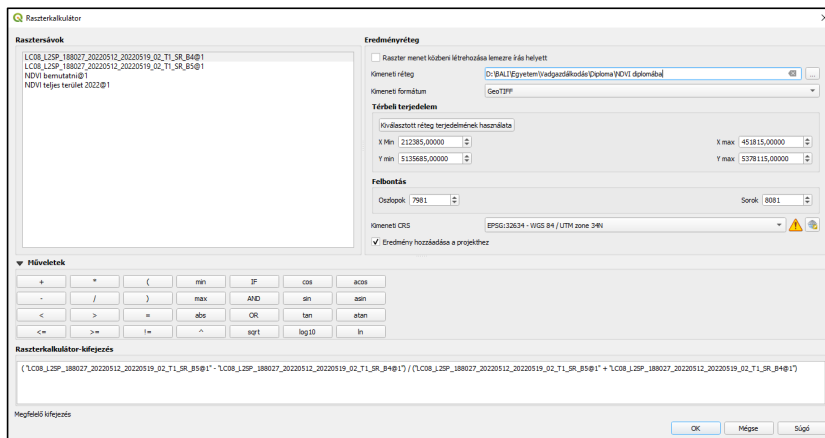 Raszterkalkulátor
Rasztersávok
LC08_L2SP_188027_20220512_20220519_02_T1_SR_B4@1
LC08_L2SP_188027_20220512_20220519_02_T1_SR_B5@1
NDVI bemutatni@1
NDVI teljes terület 2022@1
Eredményréteg
Raszter menet közbeni létrehozása lemezre írás helyett
Kimeneti réteg D:\BALI\Egyetem\Vadgazdálkodás\Diploma\NDVI diplomába ...
Kimeneti formátum GeoTIFF
Térbeli terjedelem
Kiválasztott réteg terjedelmének használata
X Min 212385,00000 X max 451815,00000
Y min 5135685,00000 Y max 5378115,00000
Felbontás
Oszlopok 7981 Sorok 8081
Kimeneti CRS EPSG:32634 - WGS 84 / UTM zone 34N
Eredmény hozzáadása a projekthez
Műveletek
+ * ( min IF cos acos
- / ) max AND sin asin
< > = abs OR tan atan
<= >= != ^ sqrt log10 ln
Raszterkalkulátor-kifejezés
( "LC08_L2SP_188027_20220512_20220519_02_T1_SR_B5@1" - "LC08_L2SP_188027_20220512_20220519_02_T1_SR_B4@1") / ("LC08_L2SP_188027_20220512_20220519_02_T1_SR_B5@1" + "LC08_L2SP_188027_20220512_20220519_02_T1_SR_B4@1")
Megfelelő kifejezés
OK Mégse Súgó